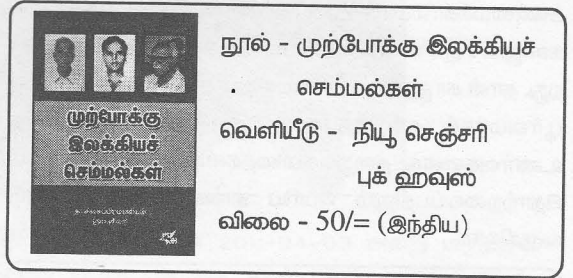 முற்போக்கு
இலக்கியச்
செம்மல்கள்
நூல் - முற்போக்கு இலக்கியச்
செம்மல்கள்
வெளியீடு - நியூ செஞ்சரி
புக் ஹவுஸ்
விலை - 50/= (இந்திய)